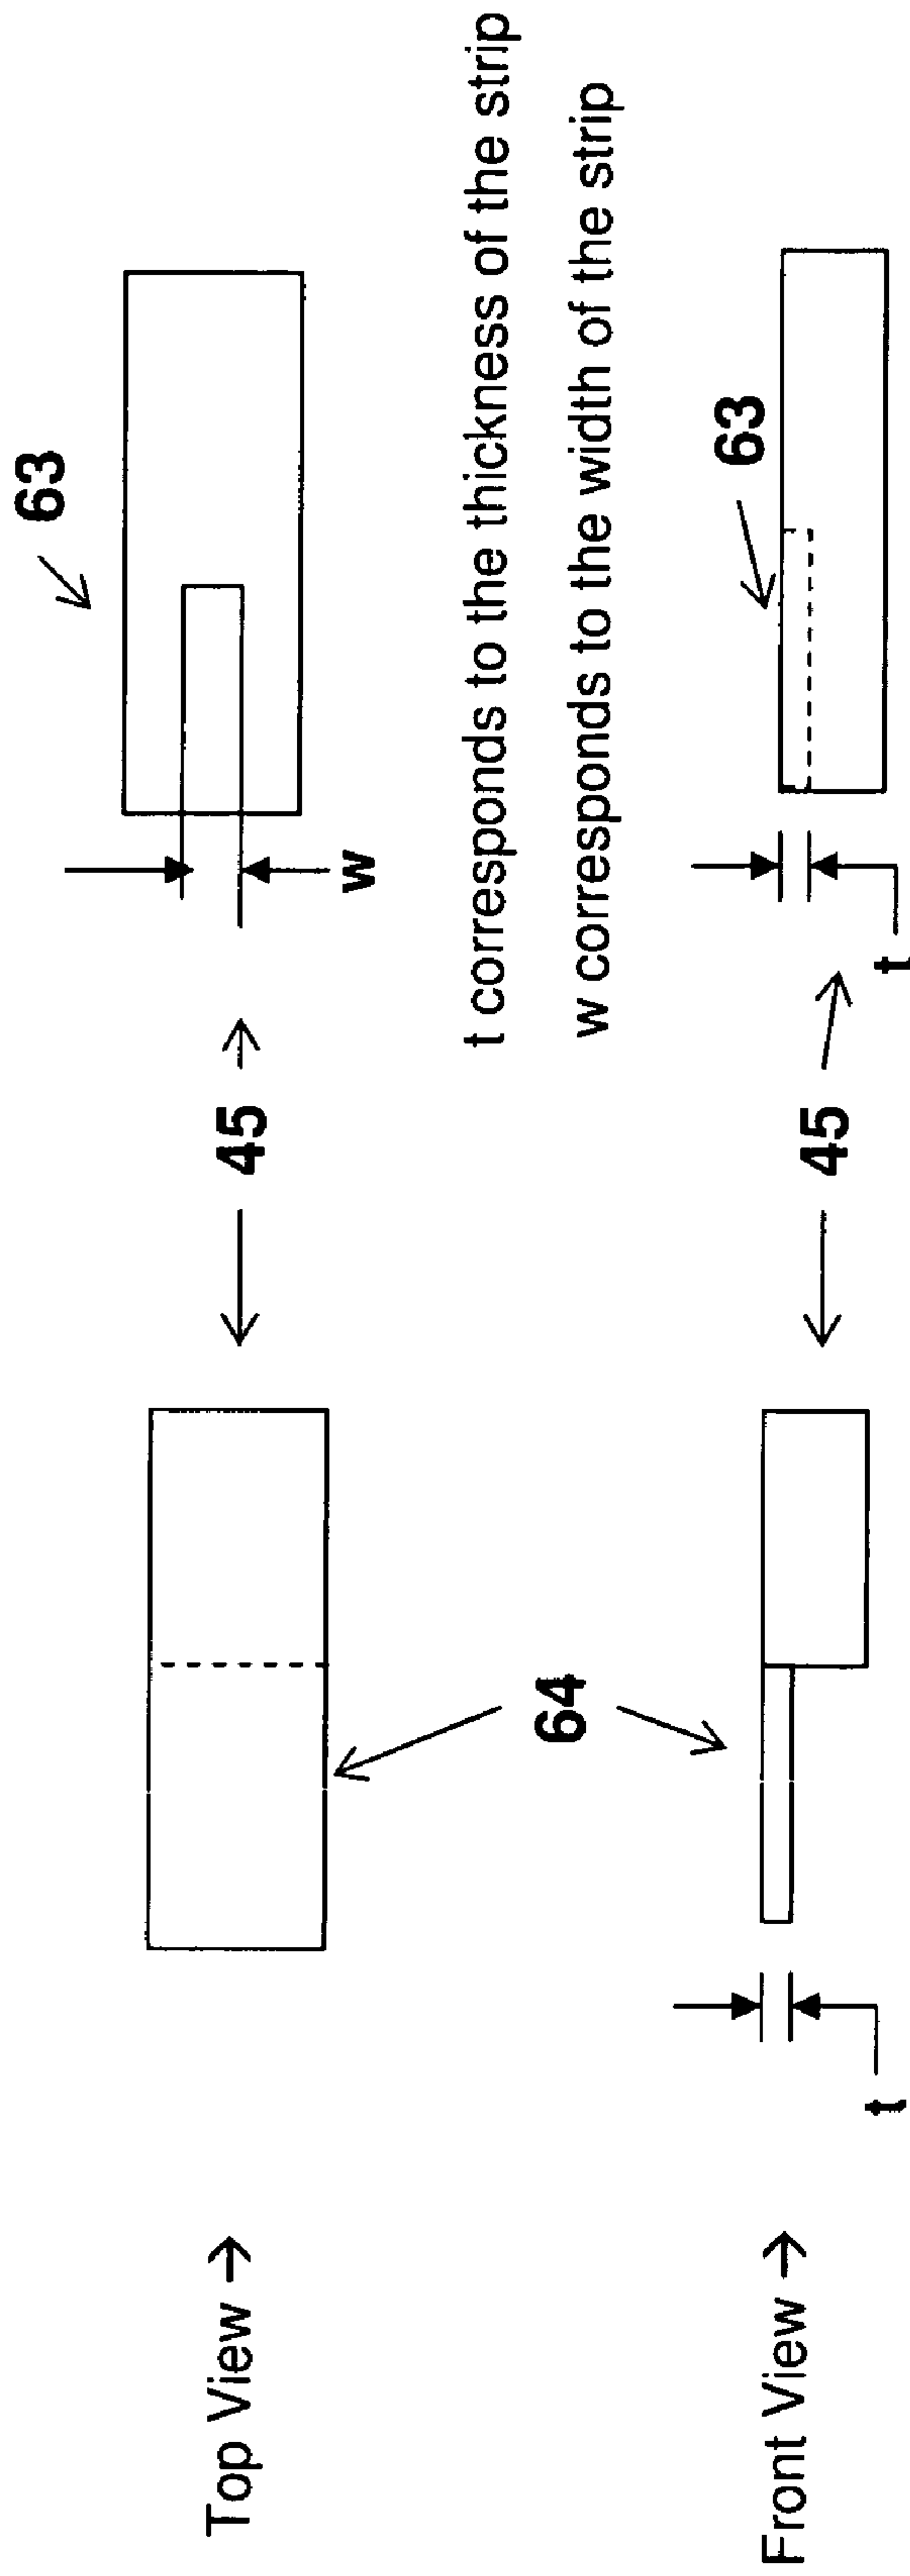 Top View →
45
63
w
t corresponds to the thickness of the strip
w corresponds to the width of the strip
64
Front View →
t
45
t
63